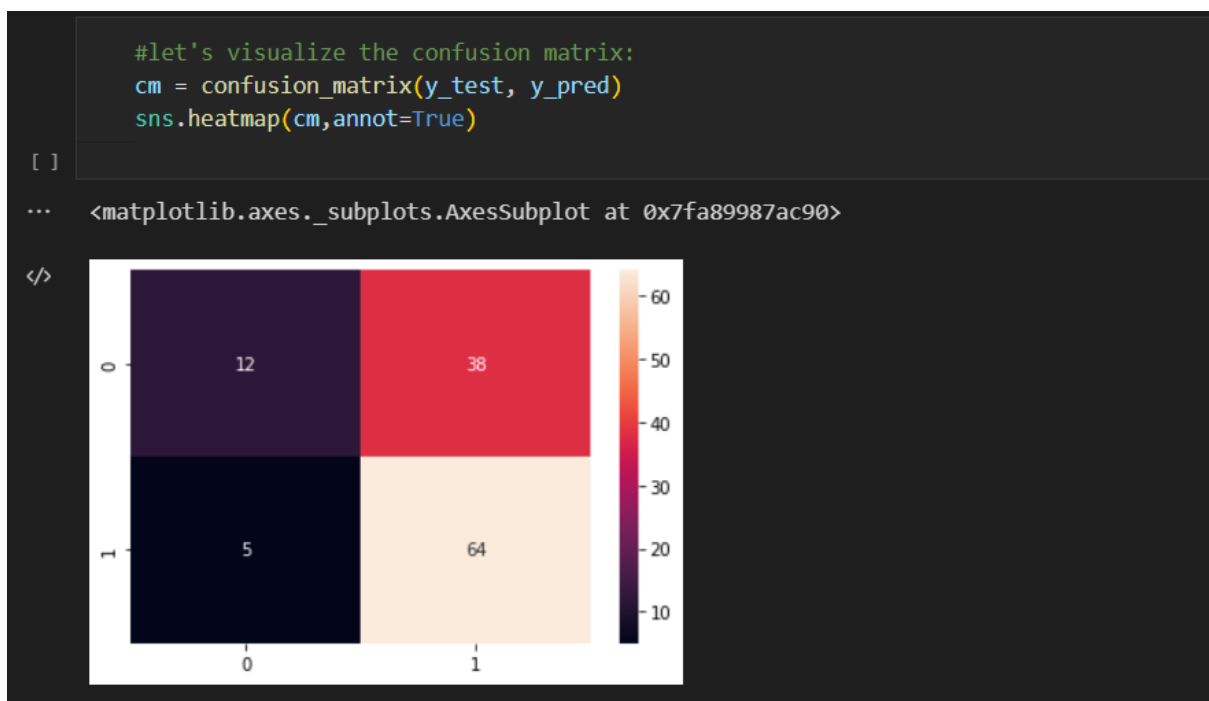 #let's visualize the confusion matrix:
cm = confusion_matrix(y_test, y_pred)
sns.heatmap(cm,annot=True)
[ ]
... <matplotlib.axes._subplots.AxesSubplot at 0x7fa89987ac90>
</>
60
0 12 38 50
40
30
1 5 64 20
10
0 1